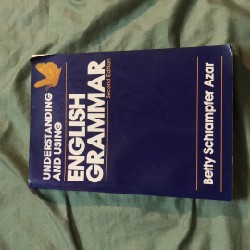 UNDERSTANDING
AND USING
ENGLISH
GRAMMAR
Second Edition
Betty Schrampfer Azar